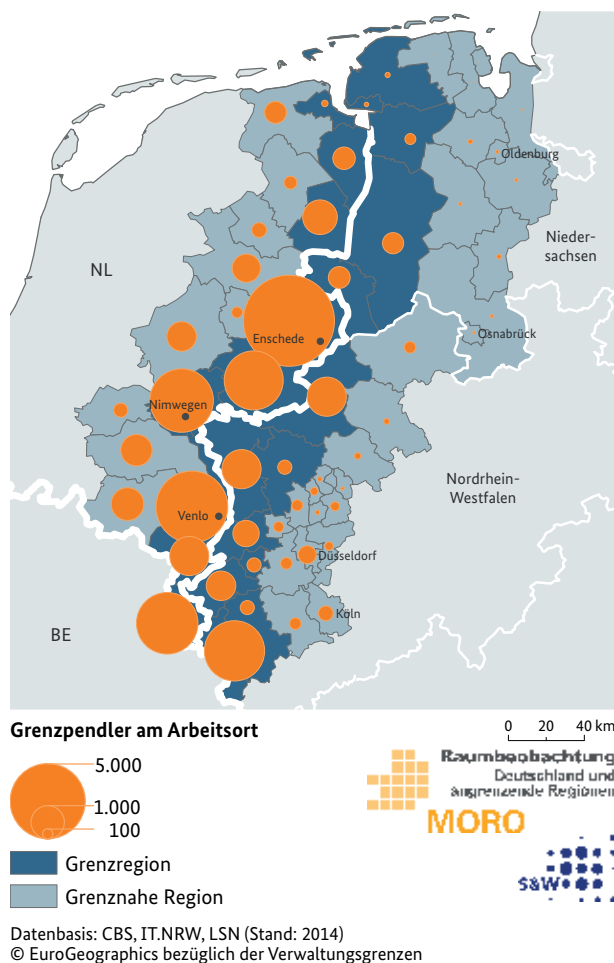 Oldenburg
Nieder-
sachsen
NL
Enschede
Osnabrück
Nimwegen
Nordrhein-
Westfalen
Venlo
Düsseldorf
Köln
BE
Grenzpendler am Arbeitsort
0 20 40 km
5.000
1.000
100
Grenzregion
Grenznahe Region
Raumbeobachtung
Deutschland und
angrenzende Regionen
MORO
S&W
Datenbasis: CBS, IT.NRW, LSN (Stand: 2014)
© EuroGeographics bezüglich der Verwaltungsgrenzen